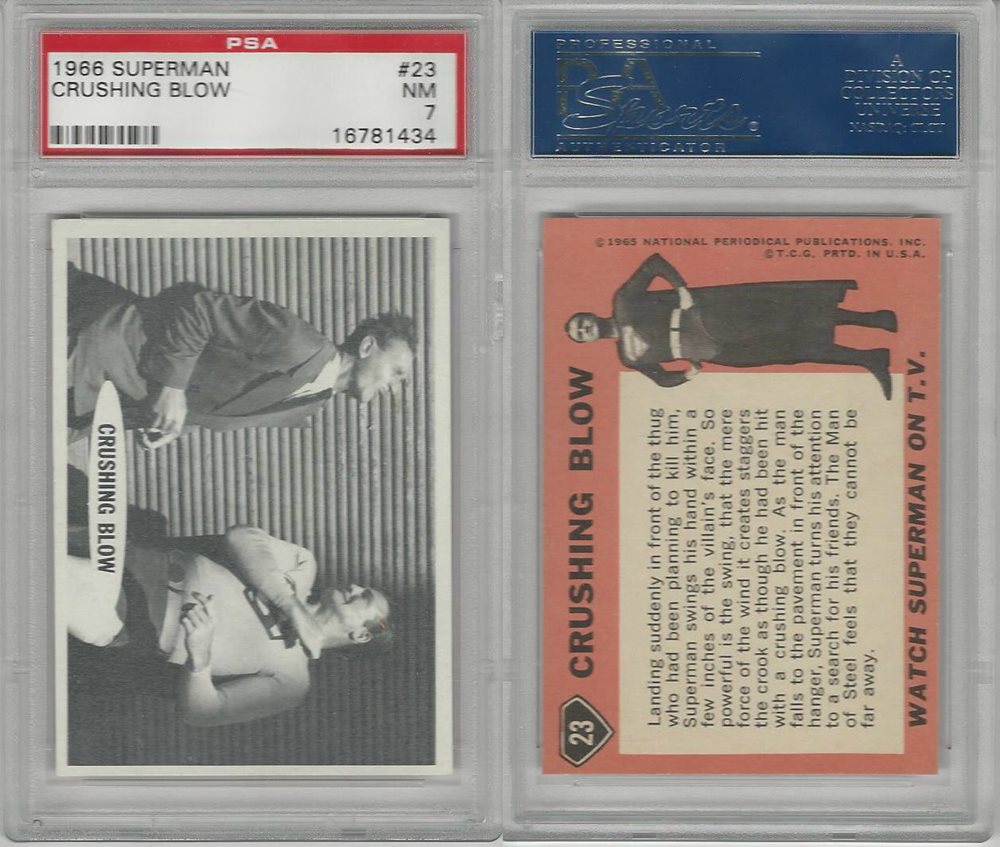 PSA
1966 SUPERMAN #23
CRUSHING BLOW NM
7
16781434
CRUSHING BLOW
PROFESSIONAL
PSA
Sports
AUTHENTICATOR
A
DIVISION OF
COLLECTORS
UNIVERSE
NASDAQ: CLCT
© 1965 NATIONAL PERIODICAL PUBLICATIONS, INC.
© T.C.G. PRTD. IN U.S.A.
23
CRUSHING BLOW
Landing suddenly in front of the thug
who had been planning to kill him,
Superman swings his hand within a
few inches of the villain's face. So
powerful is the swing, that the mere
force of the wind it creates staggers
the crook as though he had been hit
with a crushing blow. As the man
falls to the pavement in front of the
hanger, Superman turns his attention
to a search for his friends. The Man
of Steel feels that they cannot be
far away.
WATCH SUPERMAN ON T.V.